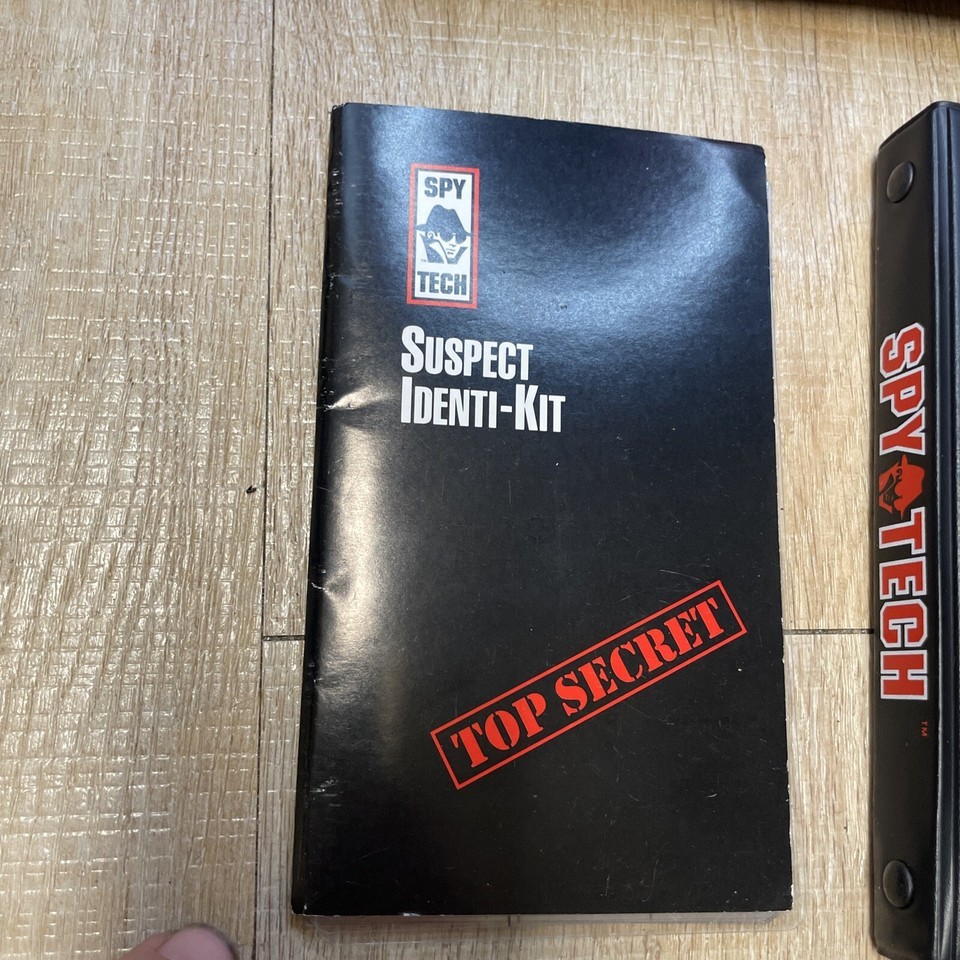 SPY
TECH
SUSPECT
IDENTI-KIT
TOP SECRET
SPY TECH
TM